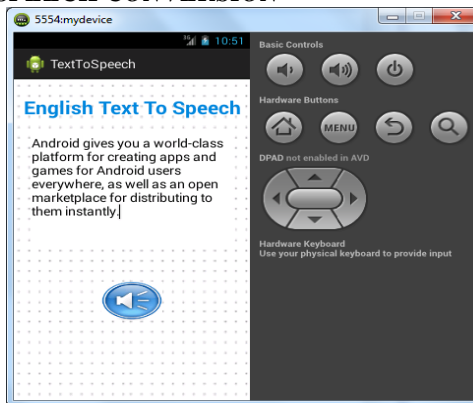 5554:mydevice
3G 10:51
TextToSpeech
English Text To Speech
Android gives you a world-class
platform for creating apps and
games for Android users
everywhere, as well as an open
marketplace for distributing to
them instantly.
Basic Controls
Hardware Buttons
MENU
DPAD not enabled in AVD
Hardware Keyboard
Use your physical keyboard to provide input